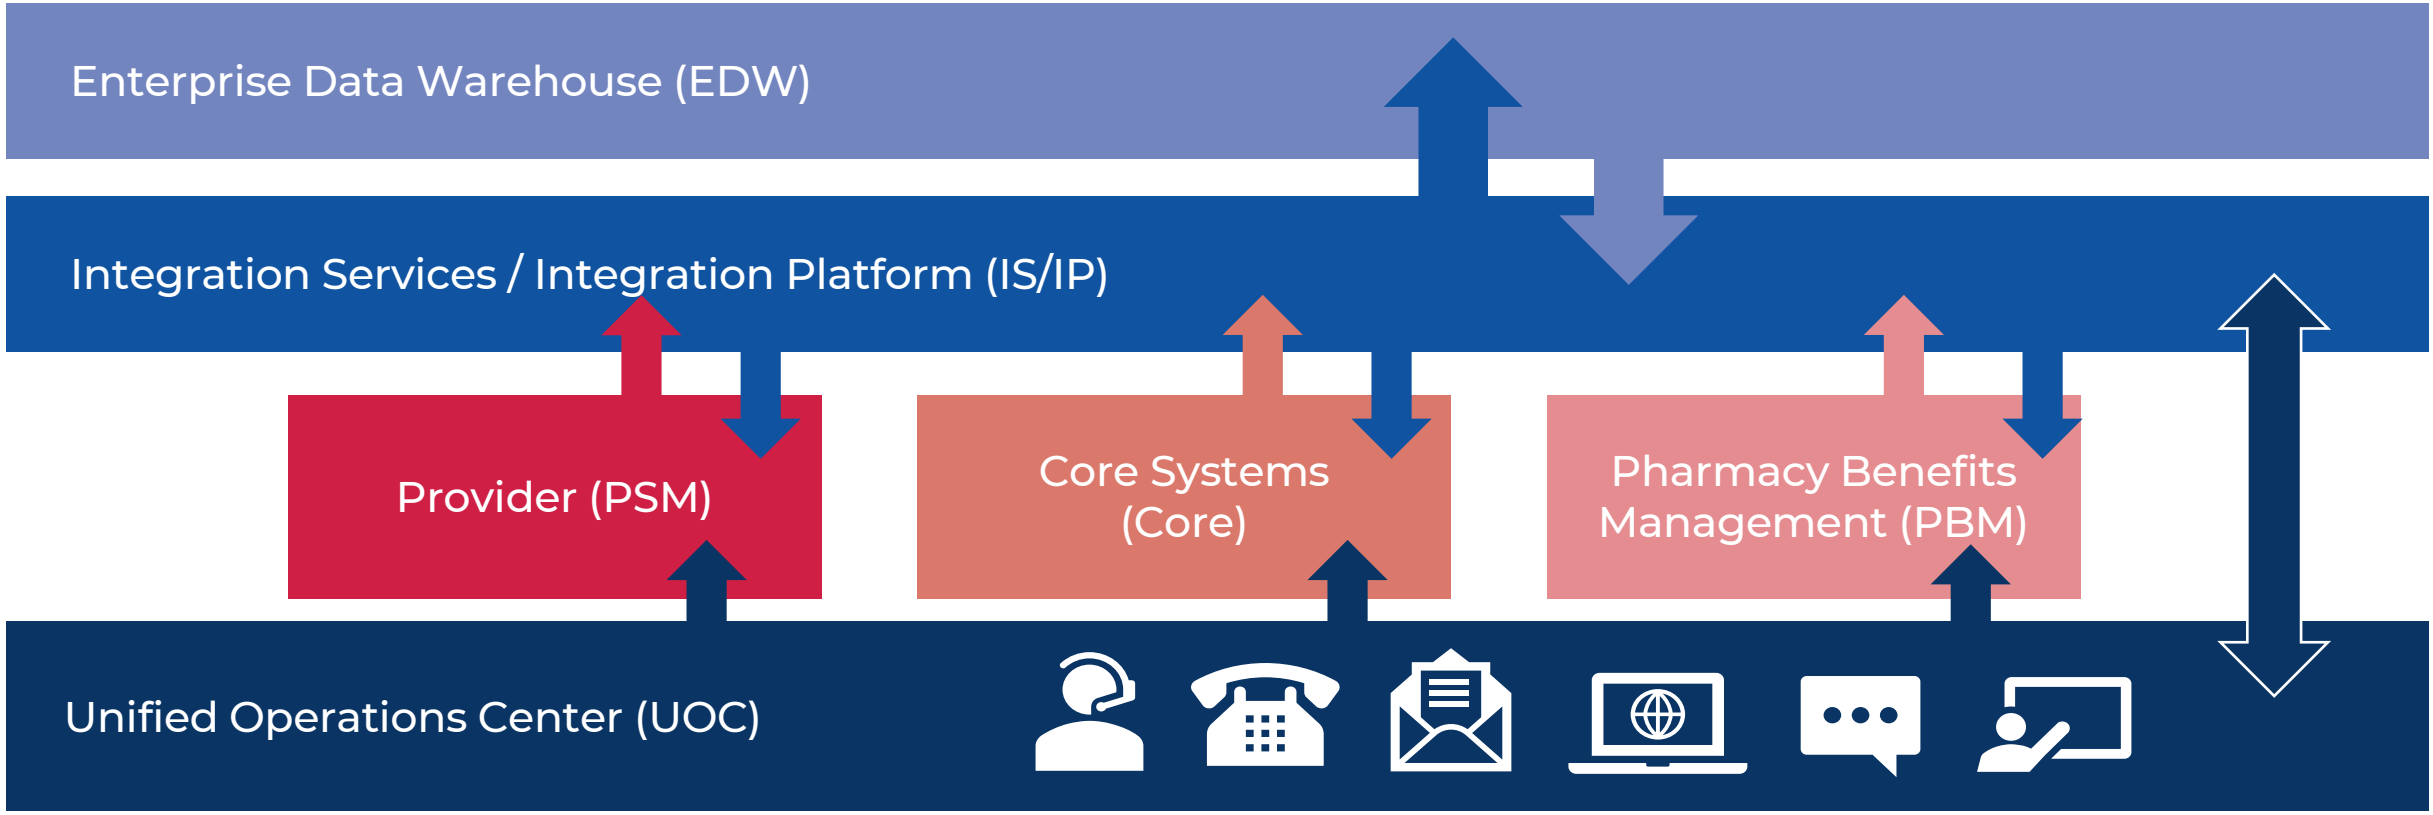 Enterprise Data Warehouse (EDW)
Integration Services / Integration Platform (IS/IP)
Provider (PSM)
Core Systems
(Core)
Pharmacy Benefits
Management (PBM)
Unified Operations Center (UOC)